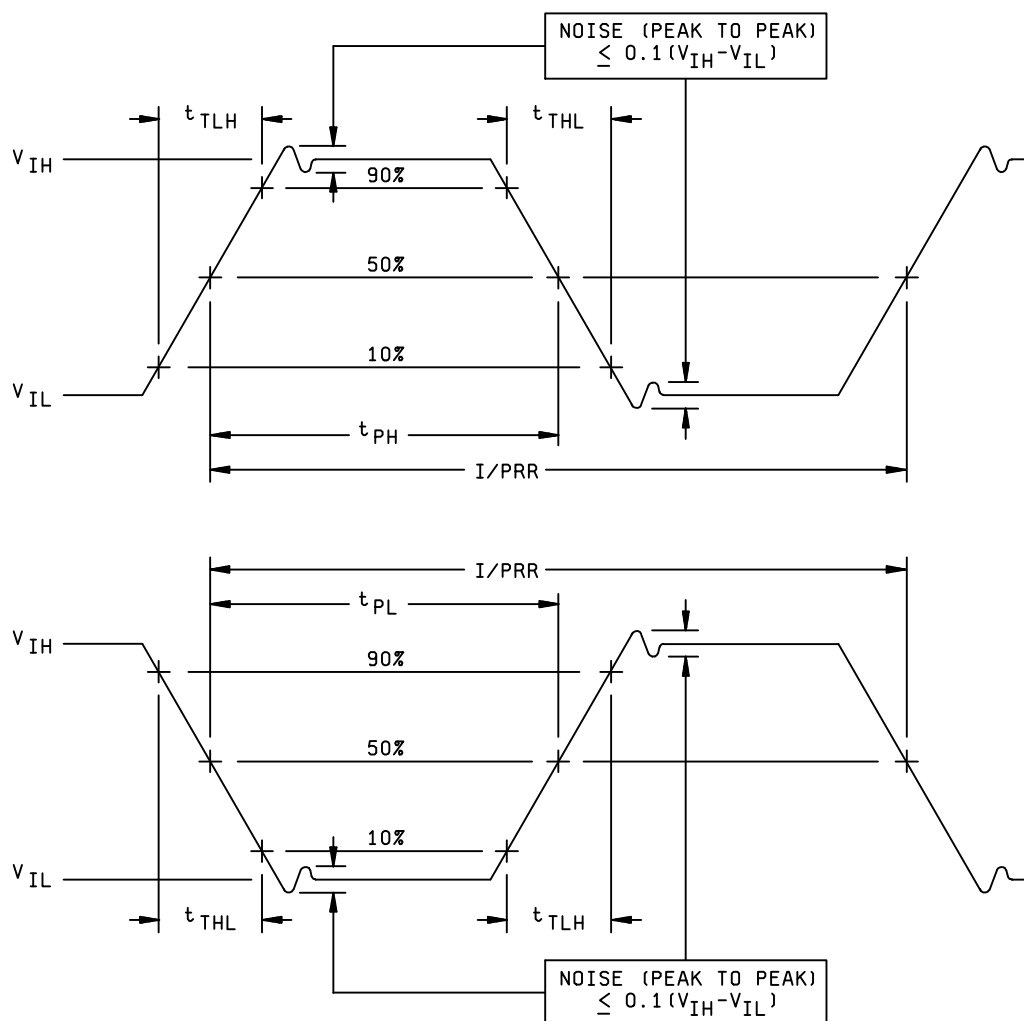 NOISE (PEAK TO PEAK)
≤ 0.1(VIH-VIL)
tTLH
tTHL
VIH
90%
50%
10%
VIL
tPH
I/PRR
I/PRR
tPL
VIH
90%
50%
10%
VIL
tTHL
tTLH
NOISE (PEAK TO PEAK)
≤ 0.1(VIH-VIL)